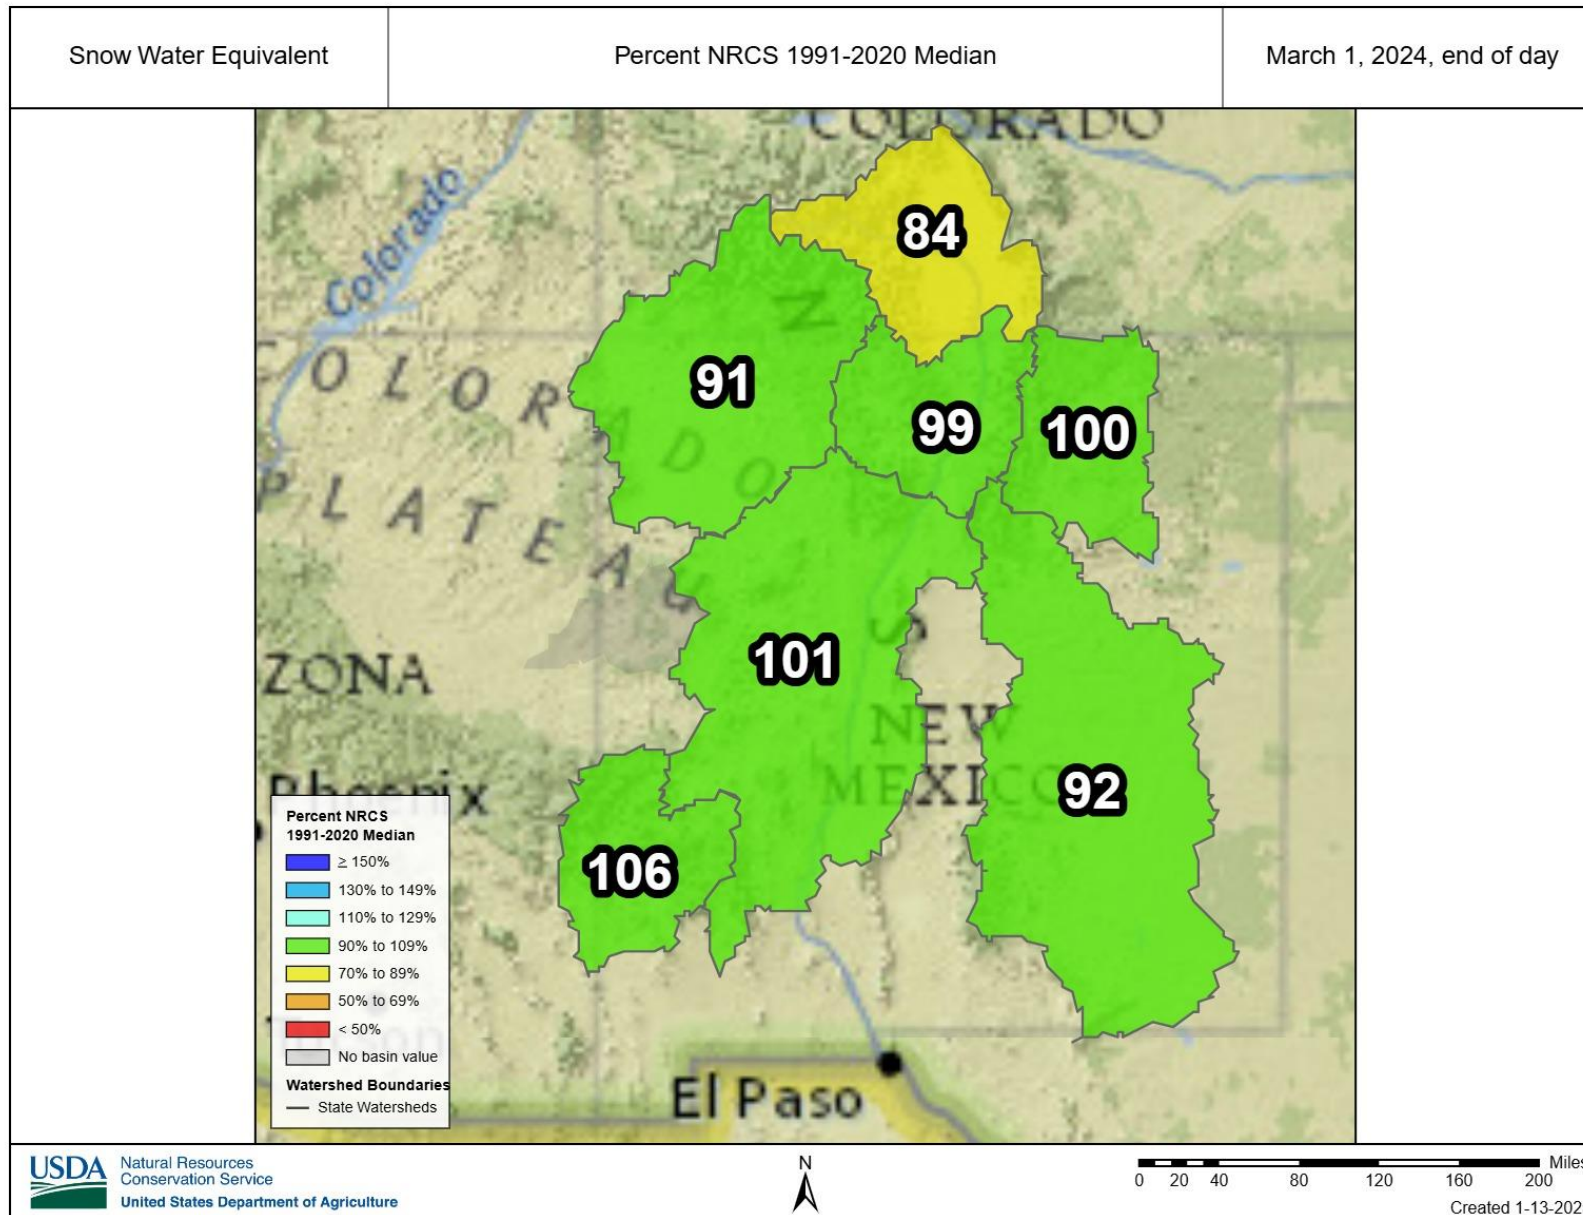 Snow Water Equivalent
Percent NRCS 1991-2020 Median
March 1, 2024, end of day
COLORADO
Colorado
84
91
99
100
COLORADO
PLATEAU
101
ZONA
NEW
MEXICO
92
Phoenix
106
El Paso
Percent NRCS
1991-2020 Median
≥ 150%
130% to 149%
110% to 129%
90% to 109%
70% to 89%
50% to 69%
< 50%
No basin value
Watershed Boundaries
State Watersheds
USDA
Natural Resources
Conservation Service
United States Department of Agriculture
N
0 20 40 80 120 160 200
Miles
Created 1-13-202